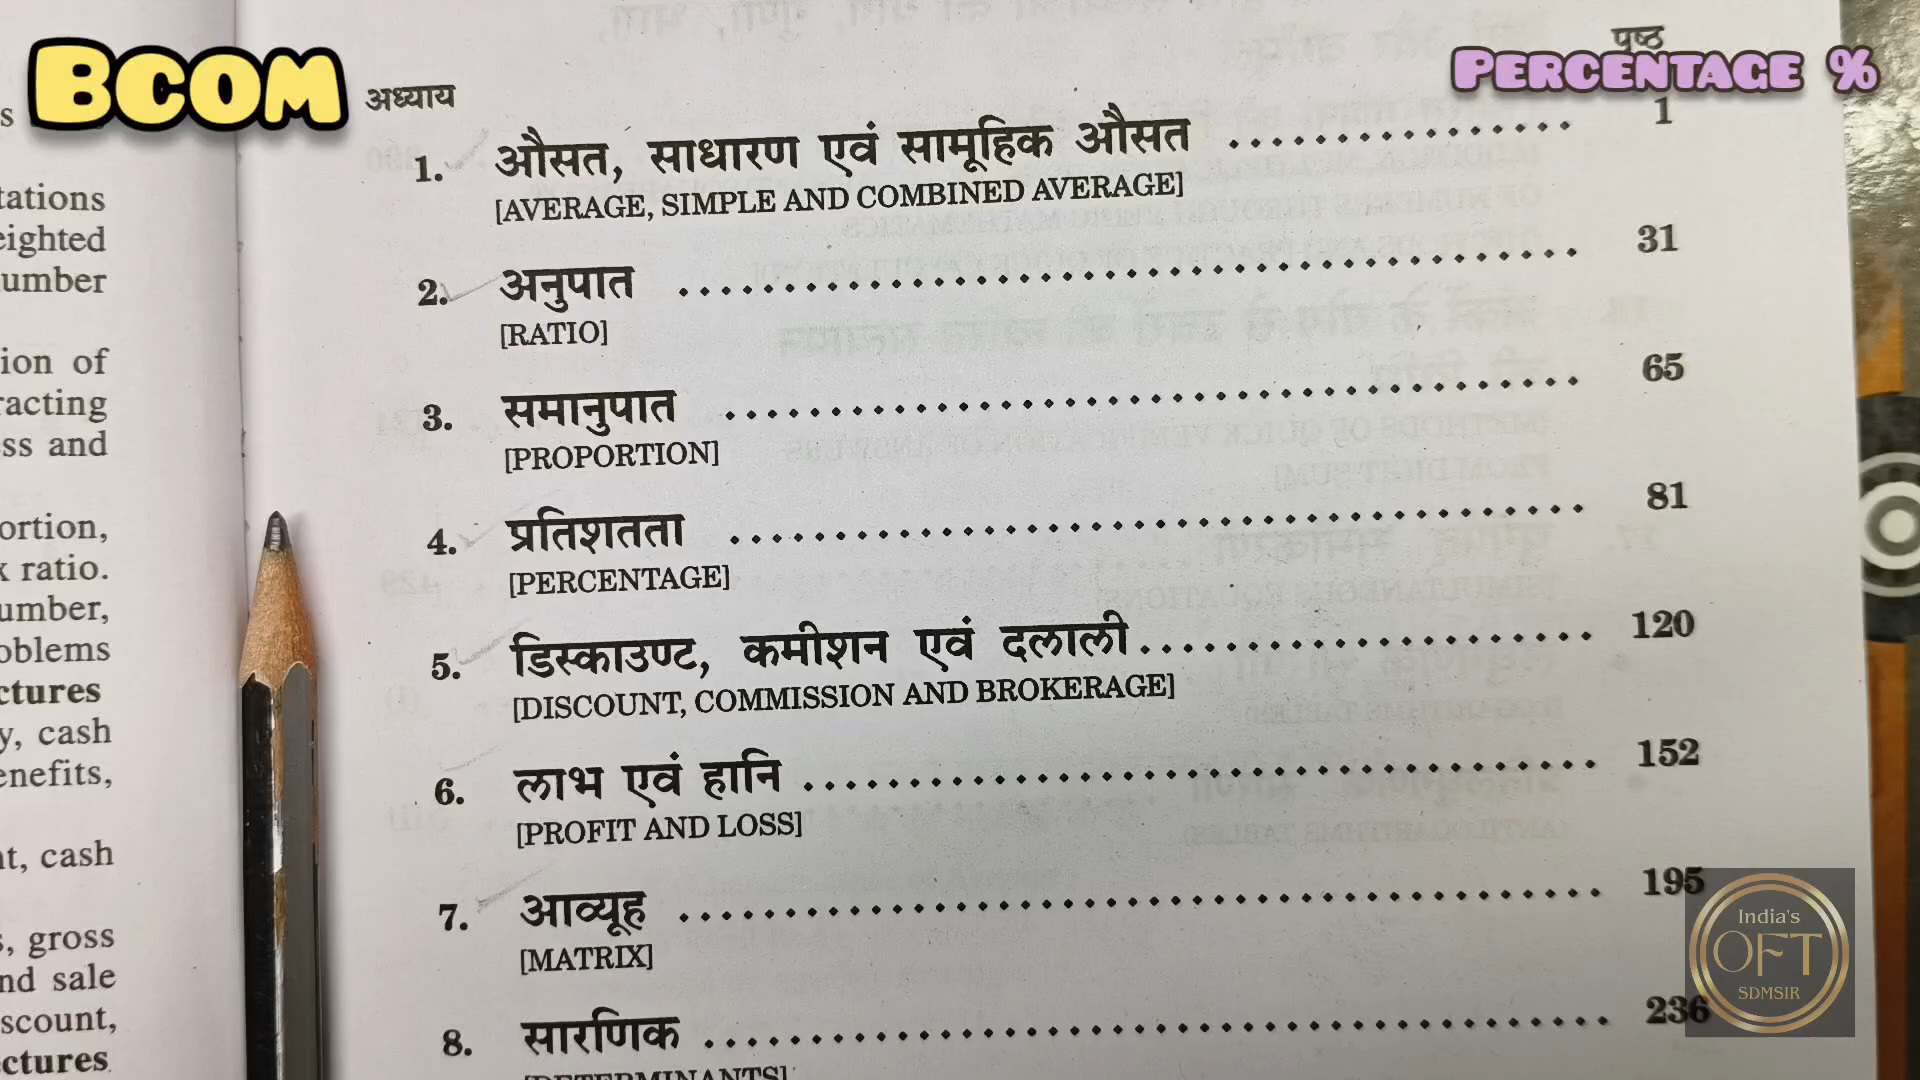 BCOM
PERCENTAGE %
अध्याय
पृष्ठ
1. औसत, साधारण एवं सामूहिक औसत 1
[AVERAGE, SIMPLE AND COMBINED AVERAGE]
2. अनुपात 31
[RATIO]
3. समानुपात 65
[PROPORTION]
4. प्रतिशतता 81
[PERCENTAGE]
5. डिस्काउण्ट, कमीशन एवं दलाली 120
[DISCOUNT, COMMISSION AND BROKERAGE]
6. लाभ एवं हानि 152
[PROFIT AND LOSS]
7. आव्यूह 195
[MATRIX]
8. सारणिक 236
[DETERMINANTS]
tations
eighted
umber
ion of
racting
ss and
ortion,
x ratio.
umber,
oblems
ctures
y, cash
enefits,
nt, cash
s, gross
nd sale
scount,
ectures
India's
OFT
SDMSIR